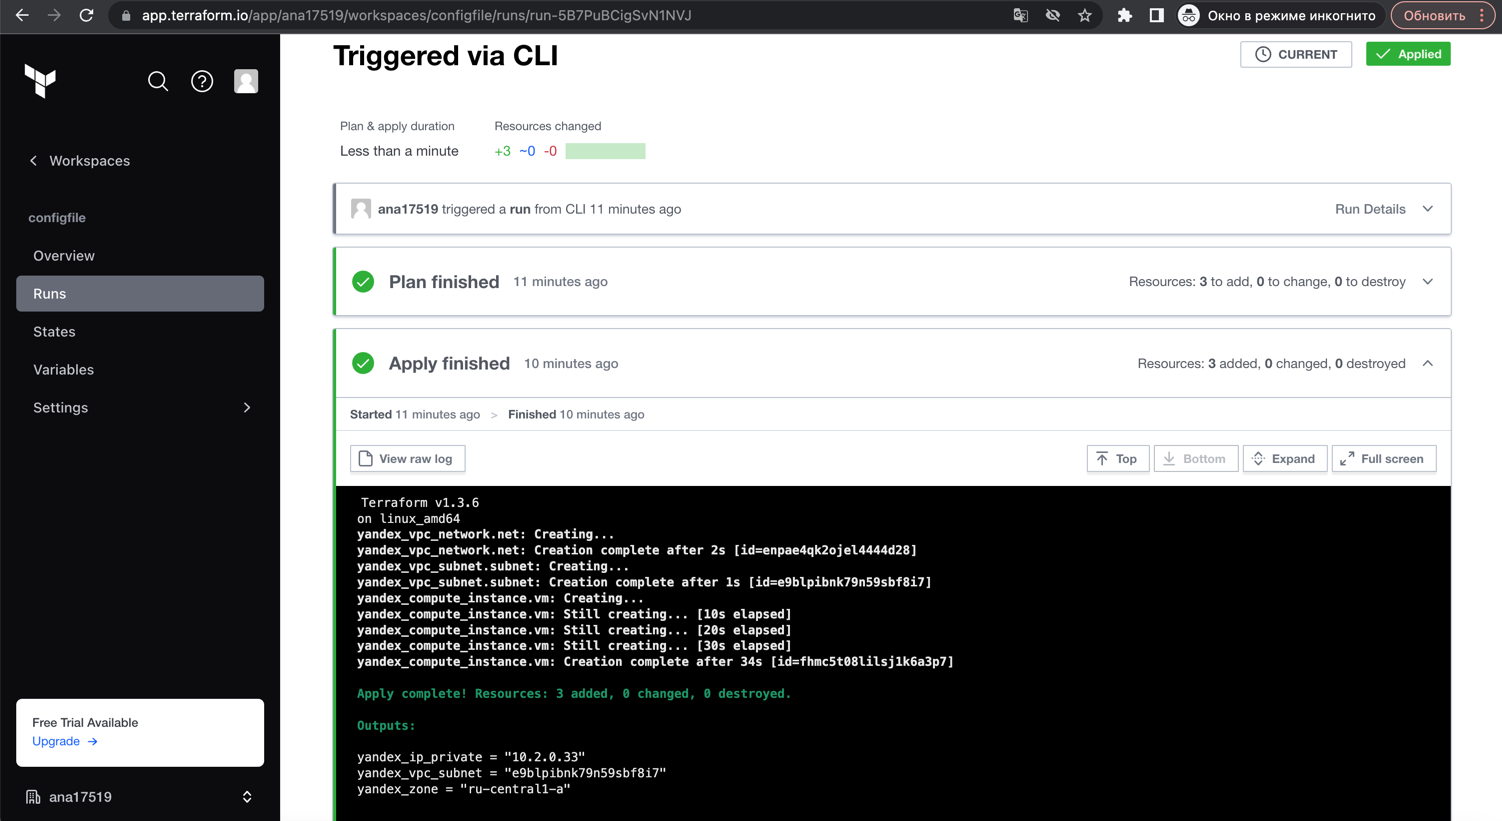 app.terraform.io/app/ana17519/workspaces/configfile/runs/run-5B7PuBCigSvN1NVJ
Окно в режиме инкогнито
Обновить
Workspaces
configfile
Overview
Runs
States
Variables
Settings
Free Trial Available
Upgrade
ana17519
Triggered via CLI
CURRENT
Applied
Plan & apply duration
Resources changed
Less than a minute
+3 ~0 -0
ana17519 triggered a run from CLI 11 minutes ago
Run Details
Plan finished 11 minutes ago
Resources: 3 to add, 0 to change, 0 to destroy
Apply finished 10 minutes ago
Resources: 3 added, 0 changed, 0 destroyed
Started 11 minutes ago > Finished 10 minutes ago
View raw log
Top
Bottom
Expand
Full screen
Terraform v1.3.6
on linux_amd64
yandex_vpc_network.net: Creating...
yandex_vpc_network.net: Creation complete after 2s [id=enpae4qk2ojel4444d28]
yandex_vpc_subnet.subnet: Creating...
yandex_vpc_subnet.subnet: Creation complete after 1s [id=e9blpibnk79n59sbf8i7]
yandex_compute_instance.vm: Creating...
yandex_compute_instance.vm: Still creating... [10s elapsed]
yandex_compute_instance.vm: Still creating... [20s elapsed]
yandex_compute_instance.vm: Still creating... [30s elapsed]
yandex_compute_instance.vm: Creation complete after 34s [id=fhmc5t08lilsj1k6a3p7]
Apply complete! Resources: 3 added, 0 changed, 0 destroyed.
Outputs:
yandex_ip_private = "10.2.0.33"
yandex_vpc_subnet = "e9blpibnk79n59sbf8i7"
yandex_zone = "ru-central1-a"